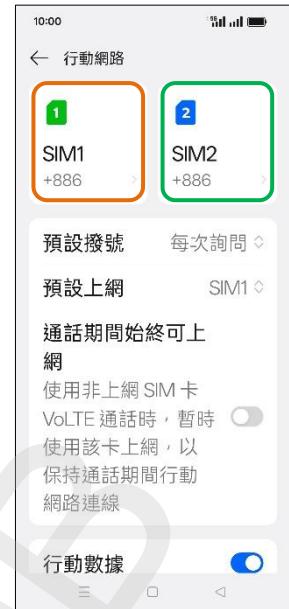 10:00
行動網路
1
2
SIM1
SIM2
+886
+886
預設撥號 每次詢問
預設上網 SIM1
通話期間始終可上
網
使用非上網 SIM 卡
VoLTE 通話時，暫時
使用該卡上網，以
保持通話期間行動
網路連線
行動數據